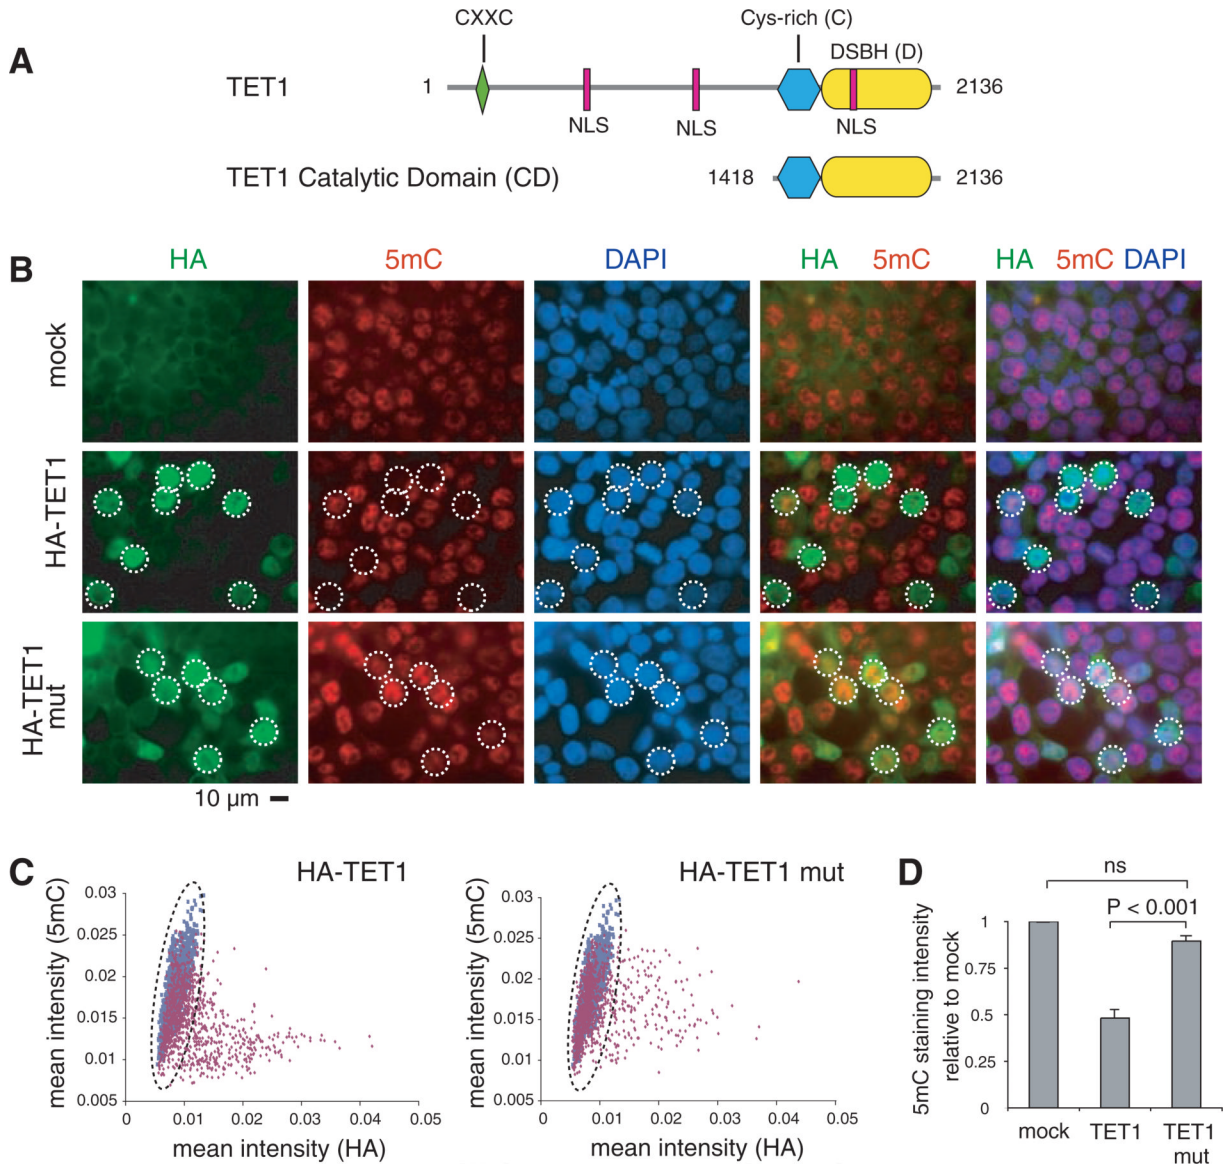 A
CXXC
Cys-rich (C)
DSBH (D)
TET1
1
2136
NLS
NLS
NLS
TET1 Catalytic Domain (CD)
1418
2136
B
HA
5mC
DAPI
HA 5mC
HA 5mC DAPI
mock
HA-TET1
HA-TET1
mut
10 µm
C
HA-TET1
mean intensity (5mC)
0.03
0.025
0.02
0.015
0.01
0.005
0 0.01 0.02 0.03 0.04 0.05
mean intensity (HA)
HA-TET1 mut
mean intensity (5mC)
0.03
0.025
0.02
0.015
0.01
0.005
0 0.01 0.02 0.03 0.04 0.05
mean intensity (HA)
D
ns
P < 0.001
5mC staining intensity
relative to mock
1
0.75
0.5
0.25
0
mock TET1 TET1
mut